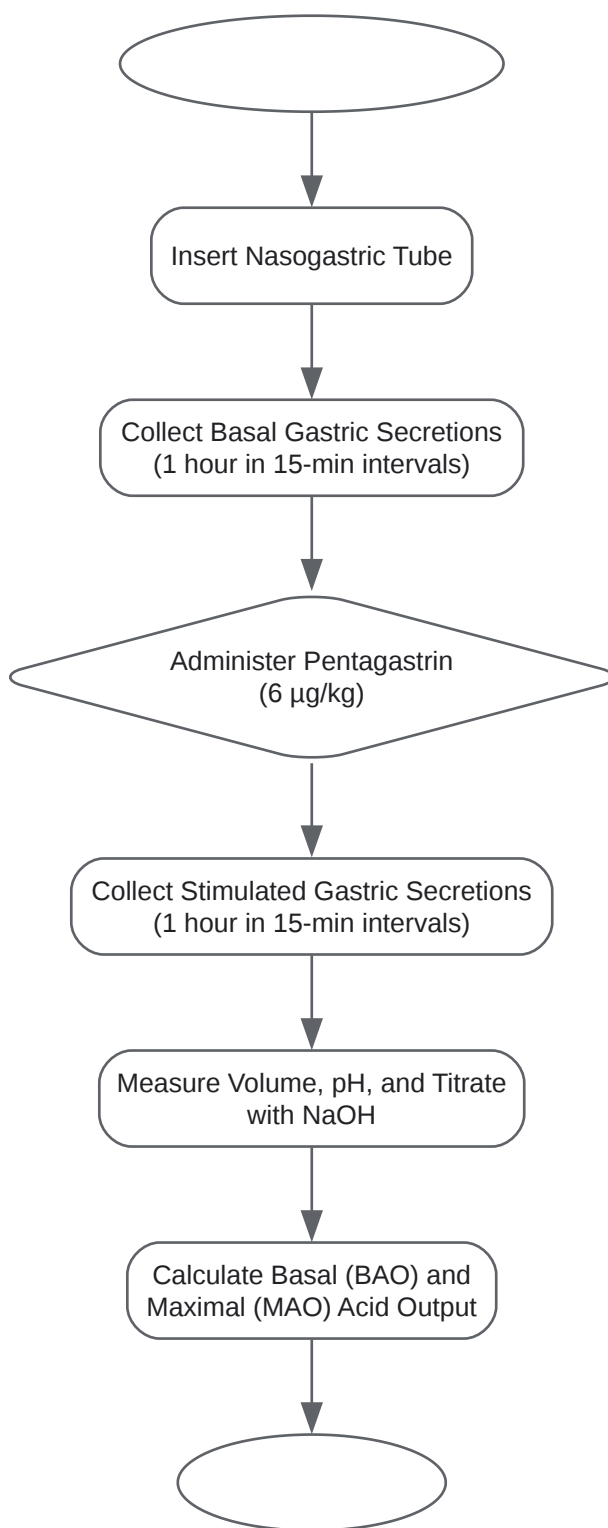 Insert Nasogastric Tube
Collect Basal Gastric Secretions
(1 hour in 15-min intervals)
Administer Pentagastrin
(6 µg/kg)
Collect Stimulated Gastric Secretions
(1 hour in 15-min intervals)
Measure Volume, pH, and Titrate
with NaOH
Calculate Basal (BAO) and
Maximal (MAO) Acid Output